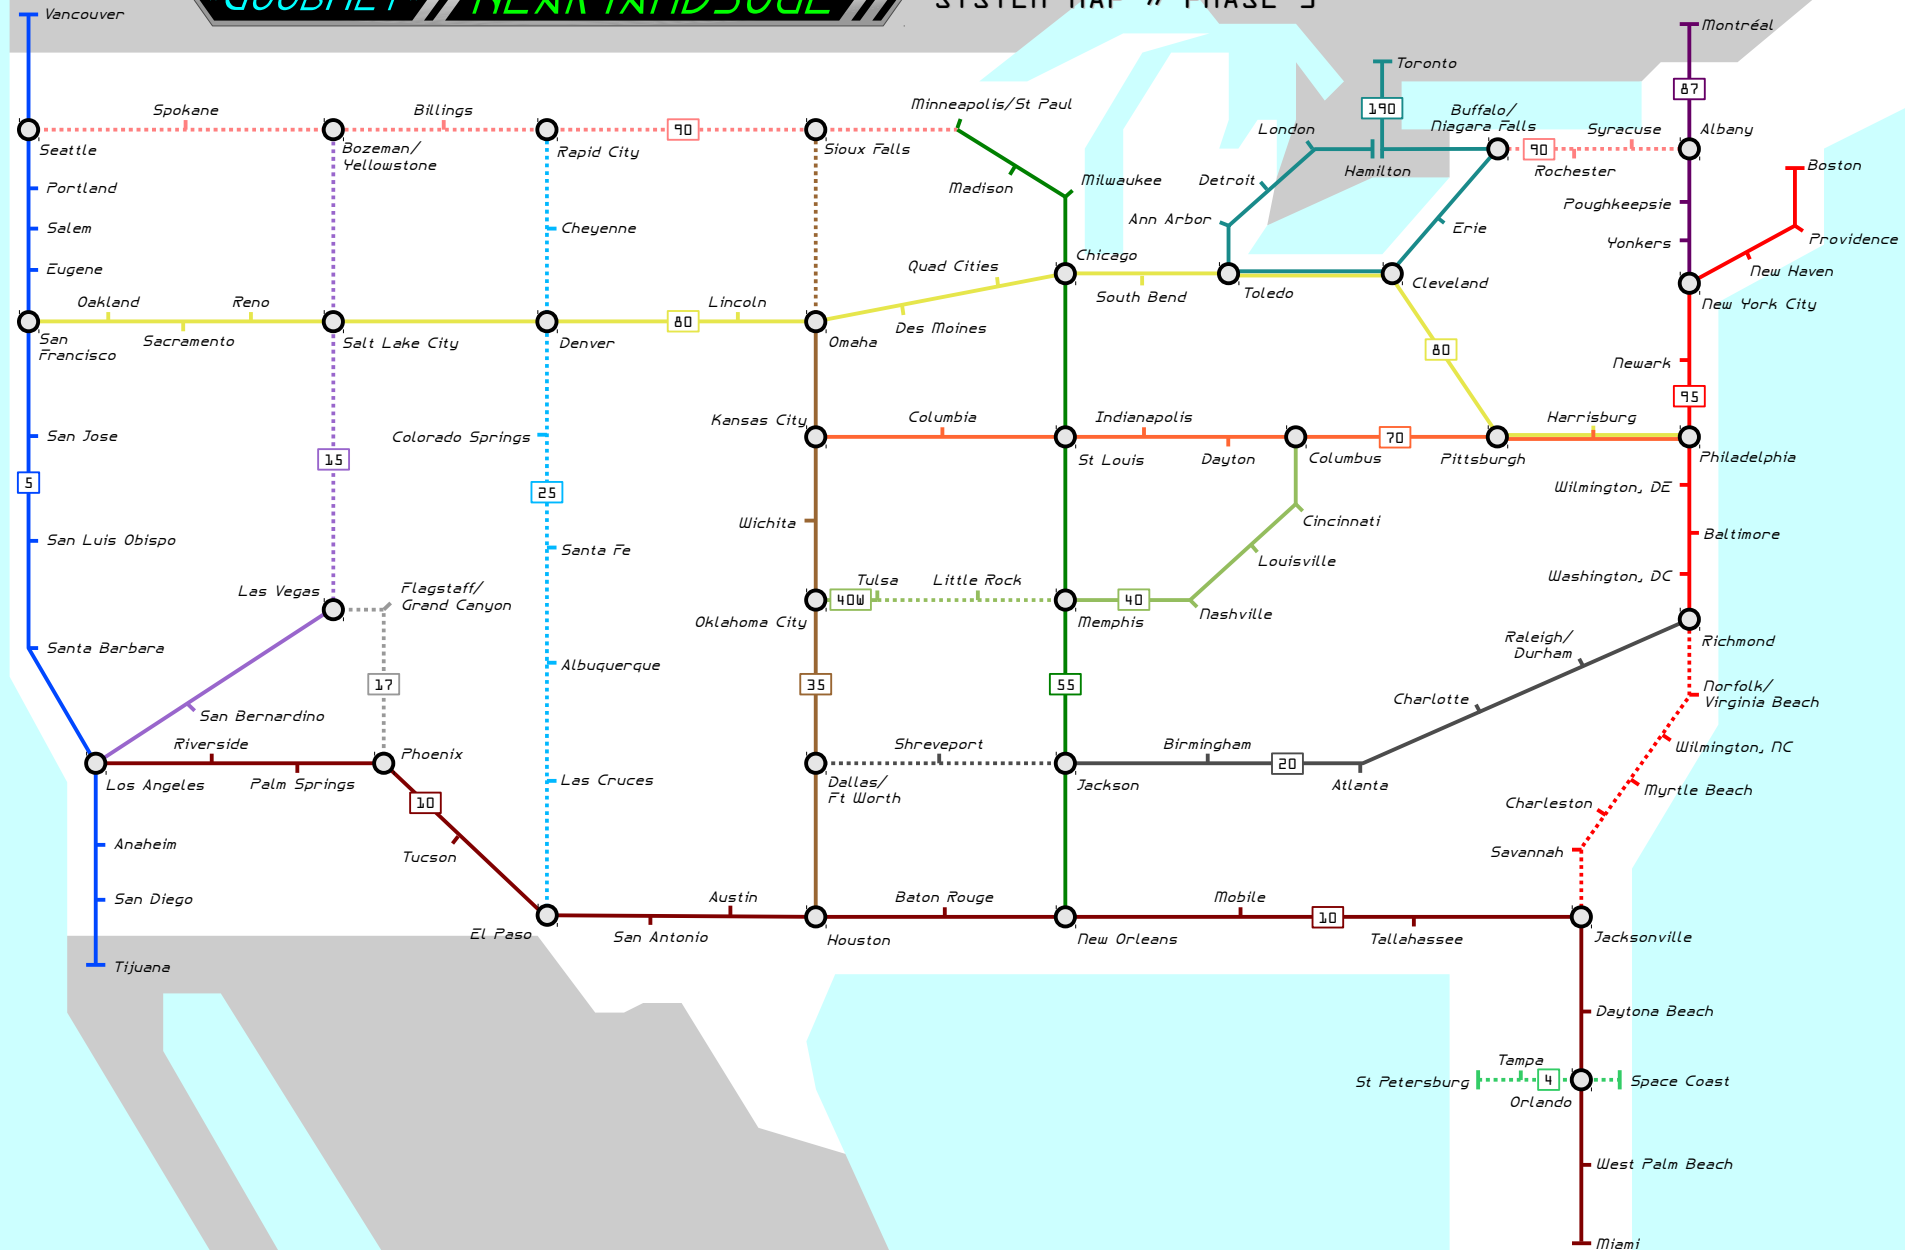 SYSTEM MAP // PHASE 3
Vancouver
Montréal
Toronto
87
Spokane
Billings
Minneapolis/St Paul
190
Buffalo/
Niagara Falls
London
Syracuse
Albany
90
Seattle
Bozeman/
Yellowstone
Rapid City
Sioux Falls
90
Hamilton
Rochester
Boston
Portland
Madison
Milwaukee
Detroit
Poughkeepsie
Salem
Cheyenne
Ann Arbor
Erie
Yonkers
Providence
Eugene
Quad Cities
Chicago
New Haven
Oakland
Reno
Lincoln
South Bend
Toledo
Cleveland
New York City
80
San
Francisco
Sacramento
Salt Lake City
Denver
Omaha
Des Moines
80
Newark
95
San Jose
Colorado Springs
Kansas City
Columbia
Indianapolis
Harrisburg
70
15
St Louis
Dayton
Columbus
Pittsburgh
Philadelphia
5
25
Wilmington, DE
Wichita
Cincinnati
San Luis Obispo
Santa Fe
Louisville
Baltimore
Las Vegas
Flagstaff/
Grand Canyon
Tulsa
Little Rock
Washington, DC
40W
40
Oklahoma City
Memphis
Nashville
Santa Barbara
Albuquerque
Raleigh/
Durham
Richmond
17
35
55
Charlotte
Norfolk/
Virginia Beach
San Bernardino
Riverside
Phoenix
Shreveport
Birmingham
Wilmington, NC
20
Los Angeles
Palm Springs
Las Cruces
Dallas/
Ft Worth
Jackson
Atlanta
Myrtle Beach
10
Charleston
Anaheim
Tucson
Savannah
San Diego
Austin
Baton Rouge
Mobile
10
El Paso
San Antonio
Houston
New Orleans
Tallahassee
Jacksonville
Tijuana
Daytona Beach
Tampa
St Petersburg
4
Space Coast
Orlando
West Palm Beach
Miami